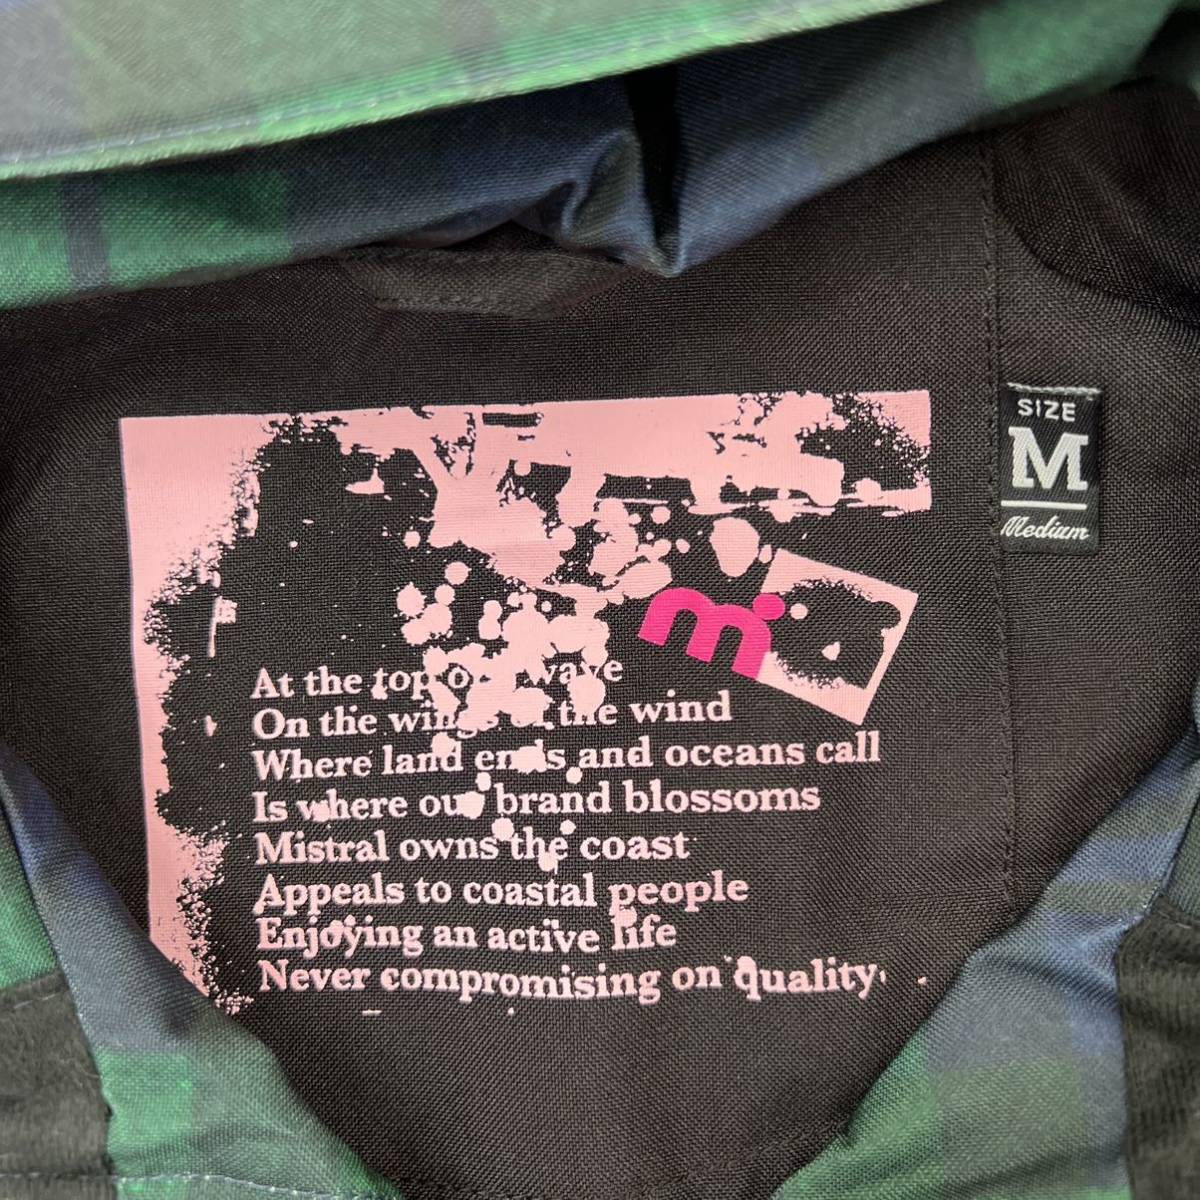 SIZE
M
Medium
mi
At the top of a wave
On the wings of the wind
Where land ends and oceans call
Is where our brand blossoms
Mistral owns the coast
Appeals to coastal people
Enjoying an active life
Never compromising on quality